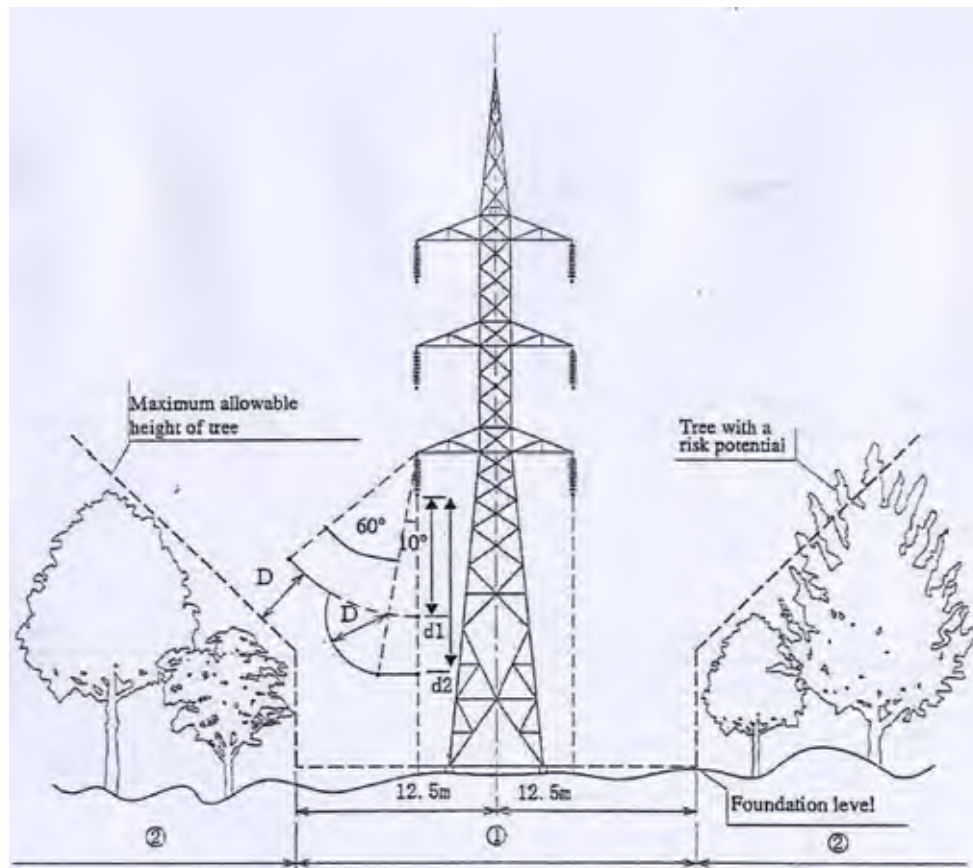 Maximum allowable
height of tree
Tree with a
risk potential
60°
10°
D
D
d1
d2
12.5m
12.5m
Foundation level
②
①
②